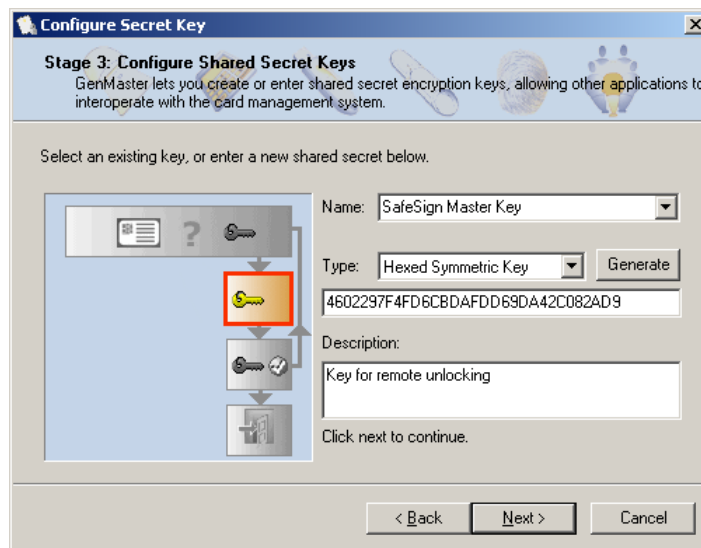 Configure Secret Key
Stage 3: Configure Shared Secret Keys
GenMaster lets you create or enter shared secret encryption keys, allowing other applications to
interoperate with the card management system.
Select an existing key, or enter a new shared secret below.
Name: SafeSign Master Key
?
Type: Hexed Symmetric Key Generate
4602297F4FD6CBDAFDD69DA42C082AD9
Description:
Key for remote unlocking
Click next to continue.
< Back Next > Cancel